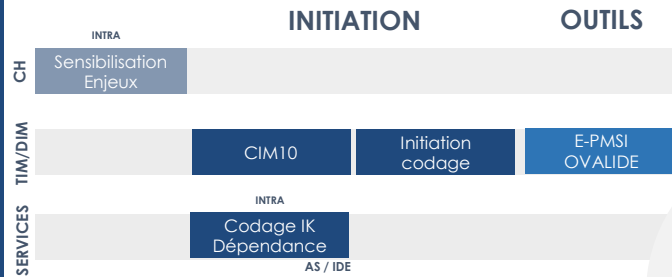 INITIATION
OUTILS
INTRA
CH
Sensibilisation
Enjeux
TIM/DIM
CIM10
Initiation
codage
E-PMSI
OVALIDE
SERVICES
INTRA
Codage IK
Dépendance
AS / IDE